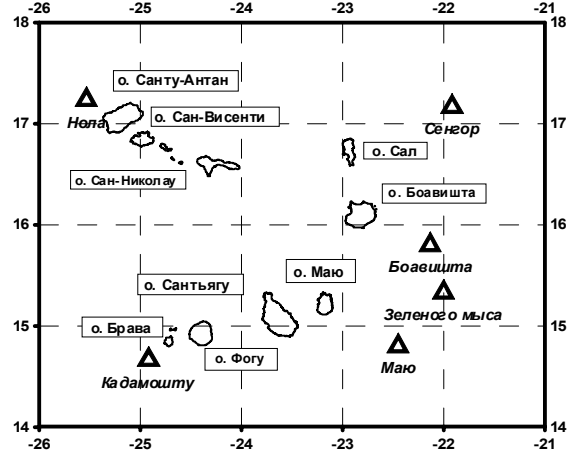 -26 -25 -24 -23 -22 -21
18 18
о. Санту-Антан
Нола
о. Сан-Висенти
Сенгор
17 17
о. Сал
о. Сан-Николау
о. Боавишта
16 16
Боавишта
о. Маю
о. Сантьягу
Зеленого мыса
15 15
о. Брава
о. Фогу
Маю
Кадамошту
14 14
-26 -25 -24 -23 -22 -21